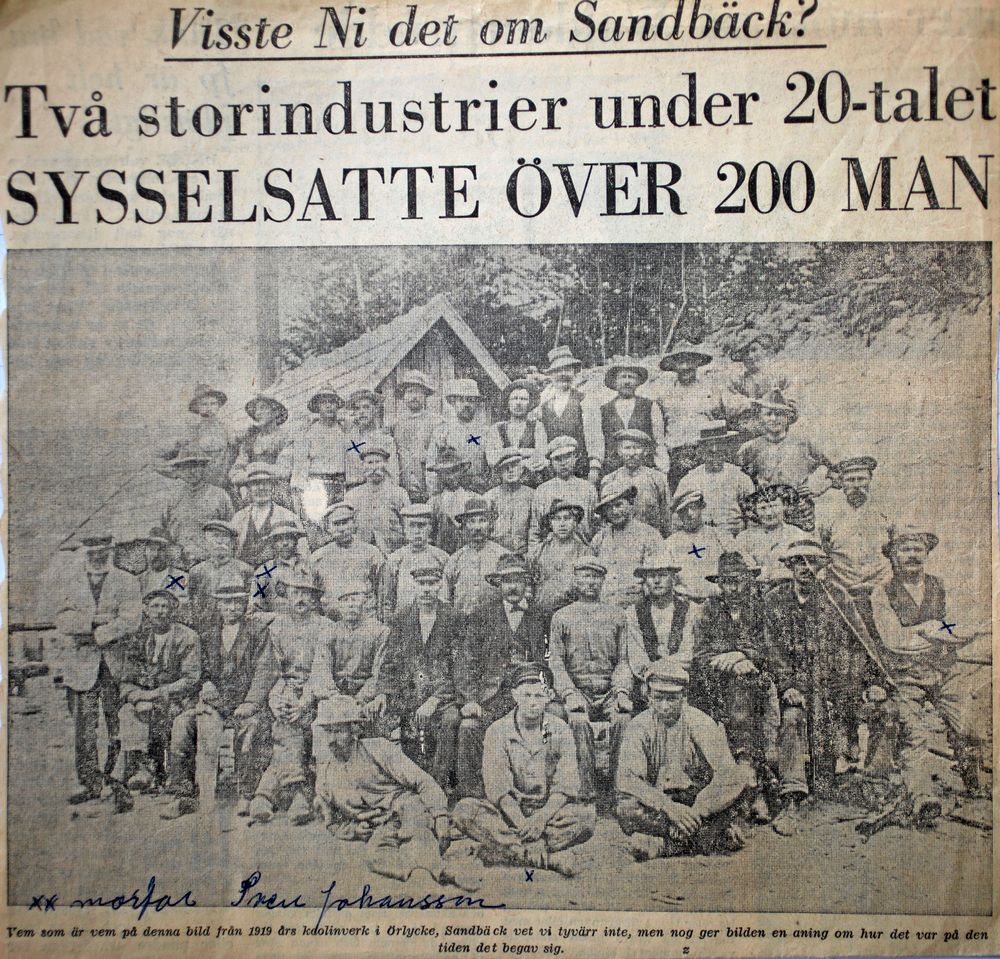 Visste Ni det om Sandbäck?
Två storindustrier under 20-talet
SYSSELSATTE ÖVER 200 MAN
xx morfar Sven Johansson
Vem som är vem på denna bild från 1919 års kaolinverk i Örlycke, Sandbäck vet vi tyvärr inte, men nog ger bilden en aning om hur det var på den
tiden det begav sig. z